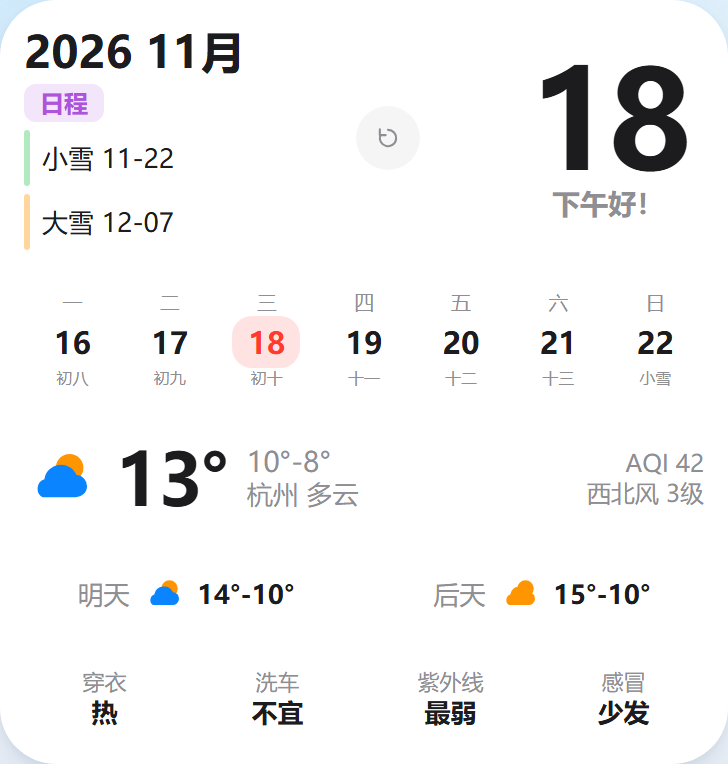 2026 11月
日程
小雪 11-22
大雪 12-07
18
下午好！
一 二 三 四 五 六 日
16 17 18 19 20 21 22
初八 初九 初十 十一 十二 十三 小雪
13°
10°-8°
杭州 多云
AQI 42
西北风 3级
明天 14°-10°
后天 15°-10°
穿衣 洗车 紫外线 感冒
热 不宜 最弱 少发